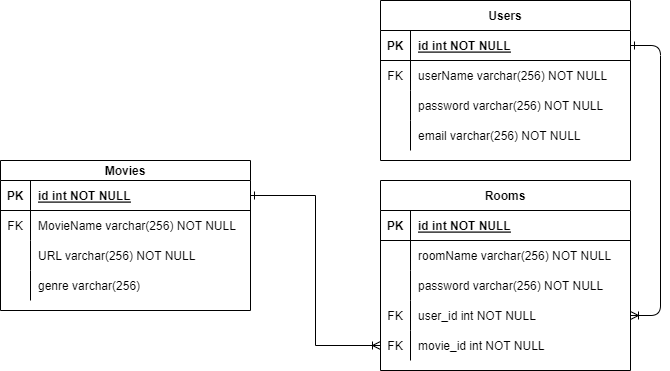 Users
PK id int NOT NULL
FK userName varchar(256) NOT NULL
password varchar(256) NOT NULL
email varchar(256) NOT NULL
Movies
PK id int NOT NULL
FK MovieName varchar(256) NOT NULL
URL varchar(256) NOT NULL
genre varchar(256)
Rooms
PK id int NOT NULL
roomName varchar(256) NOT NULL
password varchar(256) NOT NULL
FK user_id int NOT NULL
FK movie_id int NOT NULL